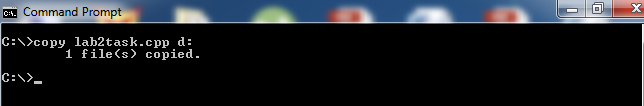 Command Prompt
C:\>copy lab2task.cpp d:
        1 file(s) copied.
C:\>_